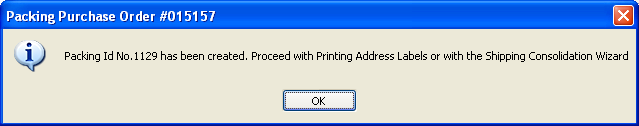 Packing Purchase Order #015157
Packing Id No.1129 has been created. Proceed with Printing Address Labels or with the Shipping Consolidation Wizard
OK